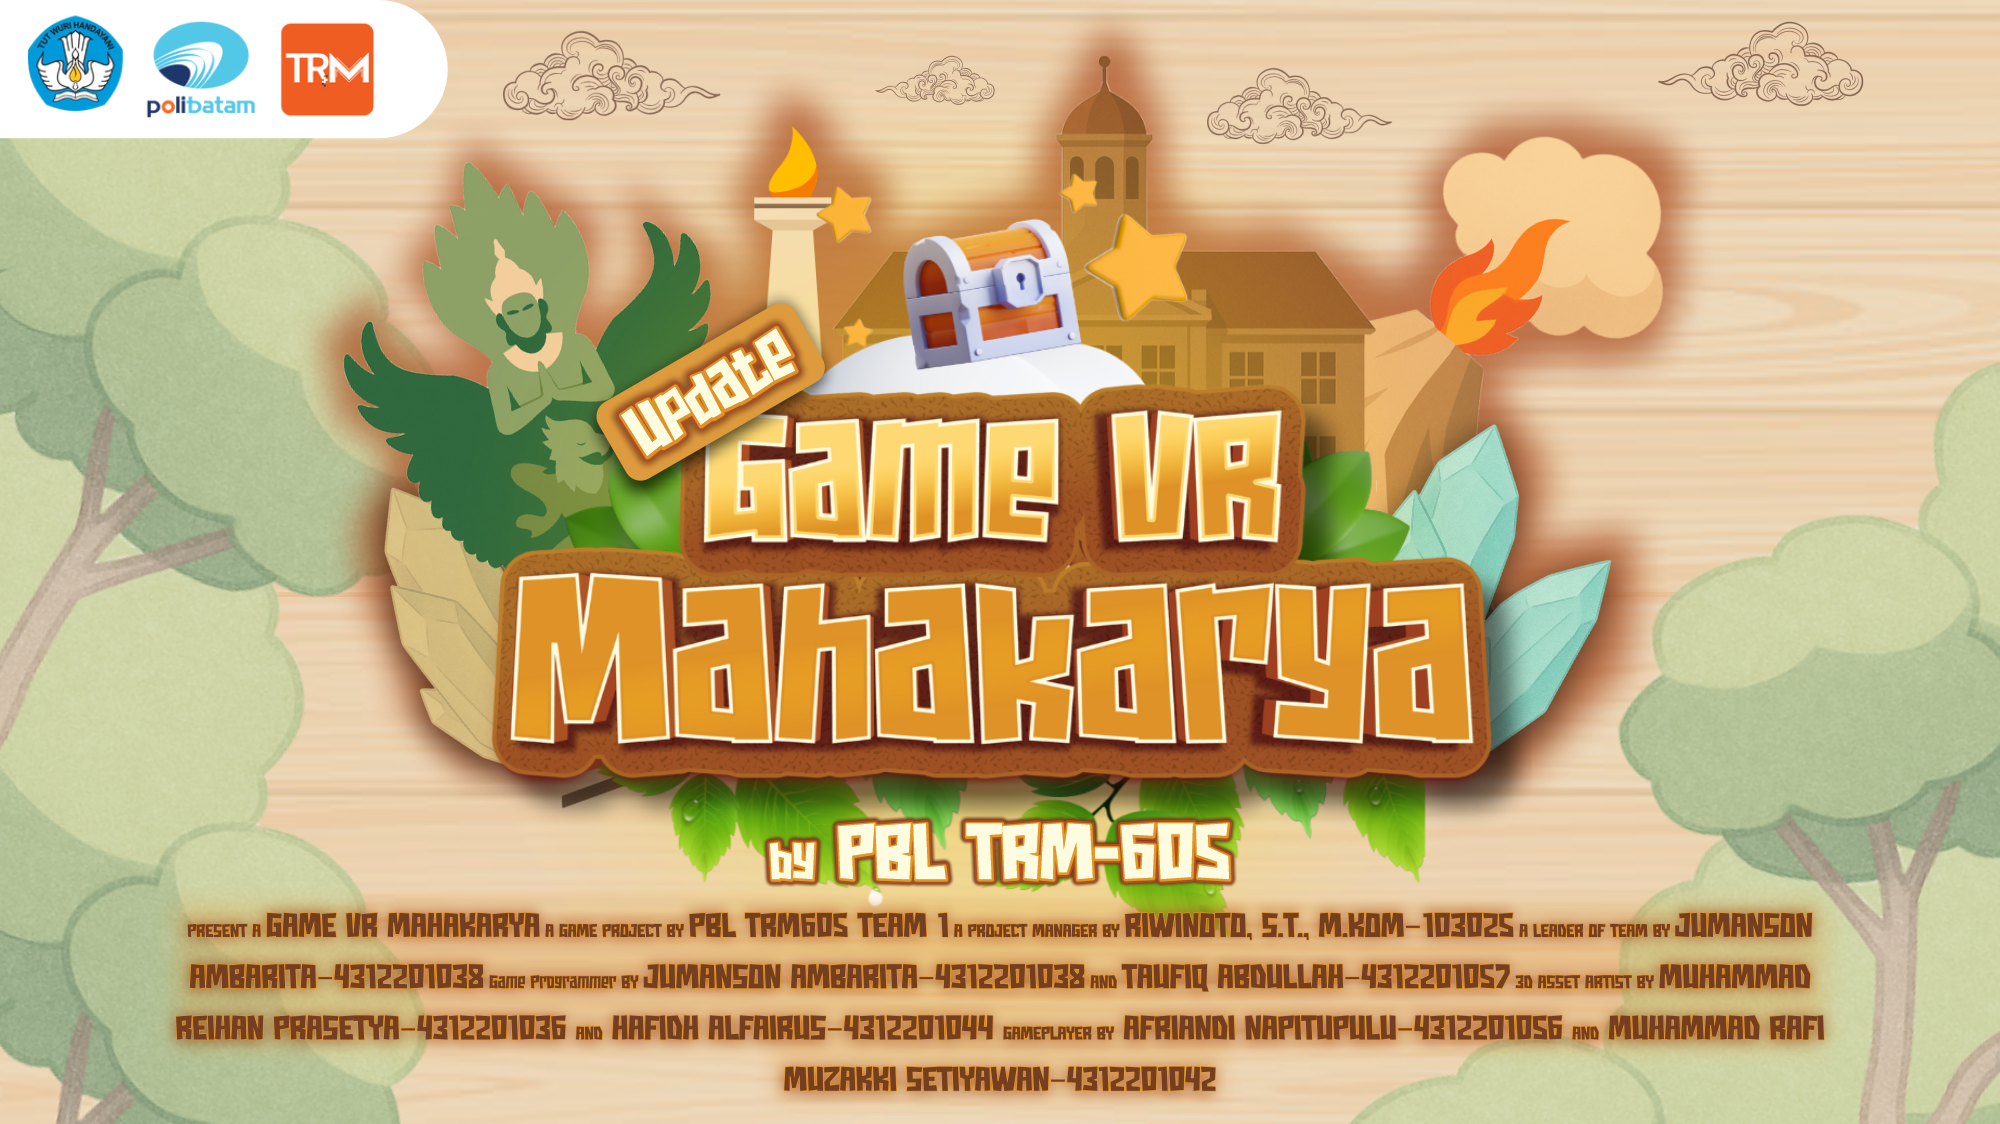 TUT WURI HANDAYANI
polibatam
TRM
Update
Game VR
Mahakarya
by PBL TRM-605
PRESENT A GAME VR MAHAKARYA A GAME PROJECT BY PBL TRM605 TEAM 1 A PROJECT MANAGER BY RIWINOTO, S.T., M.KOM-103025 A LEADER OF TEAM BY JUMANSON
AMBARITA-4312201038 Game Programmer BY JUMANSON AMBARITA-4312201038 AND TAUFIQ ABDULLAH-4312201057 3D ASSET ARTIST BY MUHAMMAD
REIHAN PRASETYA-4312201036 AND HAFIDH ALFAIRUS-4312201044 GAMEPLAYER BY AFRIANDI NAPITUPULU-4312201056 AND MUHAMMAD RAFI
MUZAKKI SETIYAWAN-4312201042